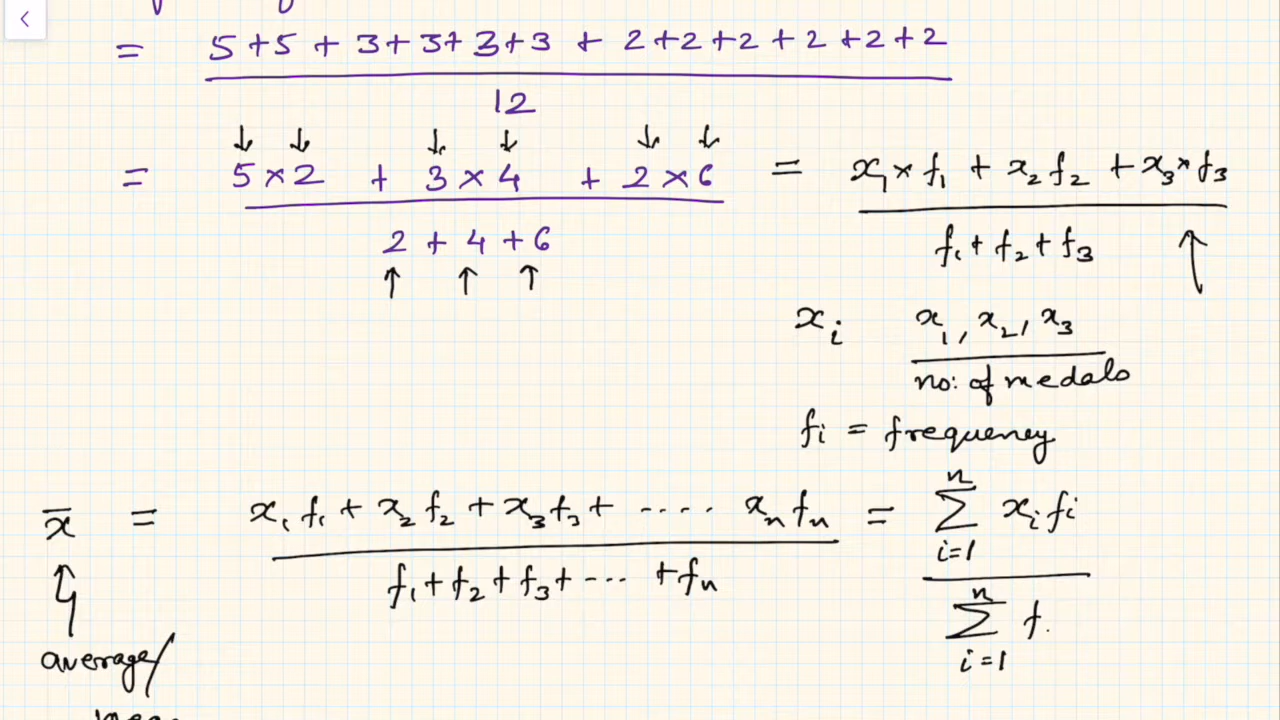 = 5+5 + 3+3+3+3 + 2+2+2+2+2+2
12
= 5×2 + 3×4 + 2×6 = x₁×f₁ + x₂f₂ + x₃×f₃
2 + 4 + 6 f₁+f₂+f₃
xᵢ x₁, x₂, x₃
no: of medals
fᵢ = frequency
x̄ = x₁f₁ + x₂f₂ + x₃f₃ + .... xₙfₙ = n∑i=1 xᵢfᵢ
f₁+f₂+f₃+... +fₙ n∑i=1 f.
average/